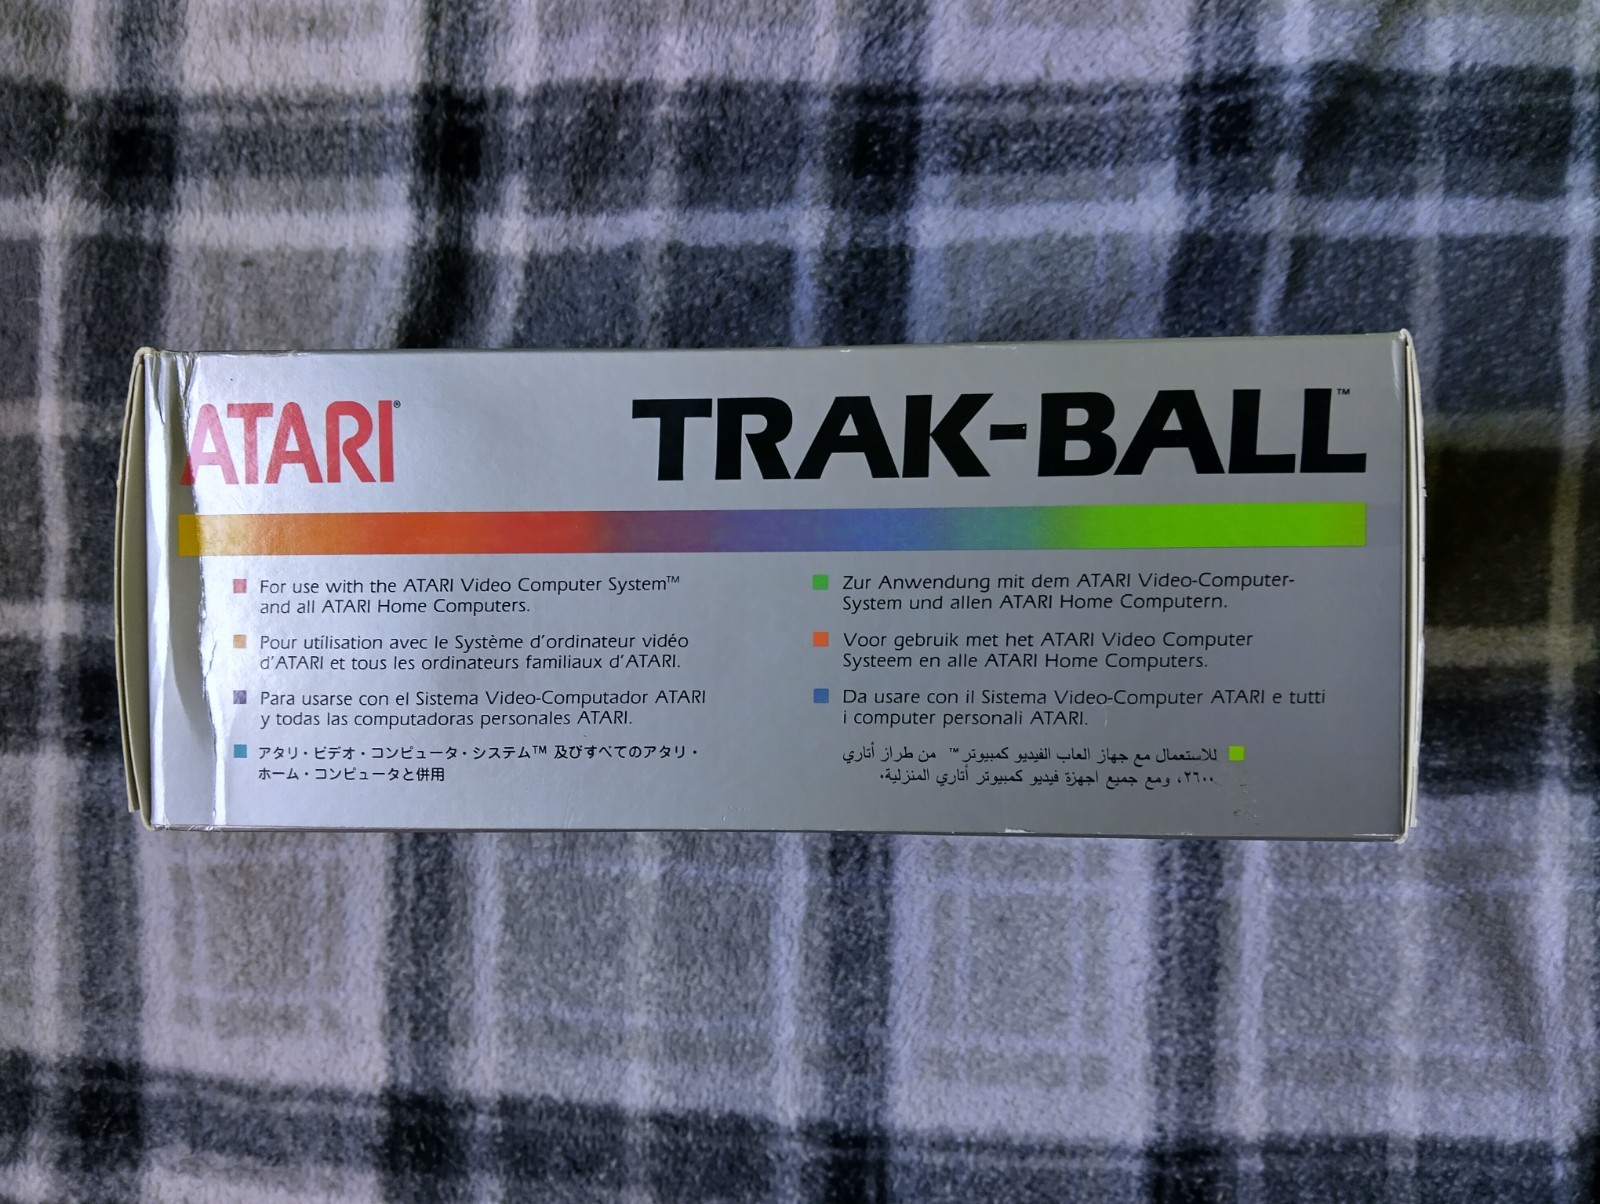 ATARI®
TRAK-BALL™
For use with the ATARI Video Computer System™
and all ATARI Home Computers.
Pour utilisation avec le Système d'ordinateur vidéo
d'ATARI et tous les ordinateurs familiaux d'ATARI.
Para usarse con el Sistema Video-Computador ATARI
y todas las computadoras personales ATARI.
アタリ・ビデオ・コンピュータ・システム™ 及びすべてのアタリ・
ホーム・コンピュータと併用
Zur Anwendung mit dem ATARI Video-Computer-
System und allen ATARI Home Computern.
Voor gebruik met het ATARI Video Computer
Systeem en alle ATARI Home Computers.
Da usare con il Sistema Video-Computer ATARI e tutti
i computer personali ATARI.
للاستعمال مع جهاز العاب الفيديو كمبيوتر ™ من طراز أتاري
٢٦٠٠، ومع جميع اجهزة فيديو كمبيوتر أتاري المنزلية.